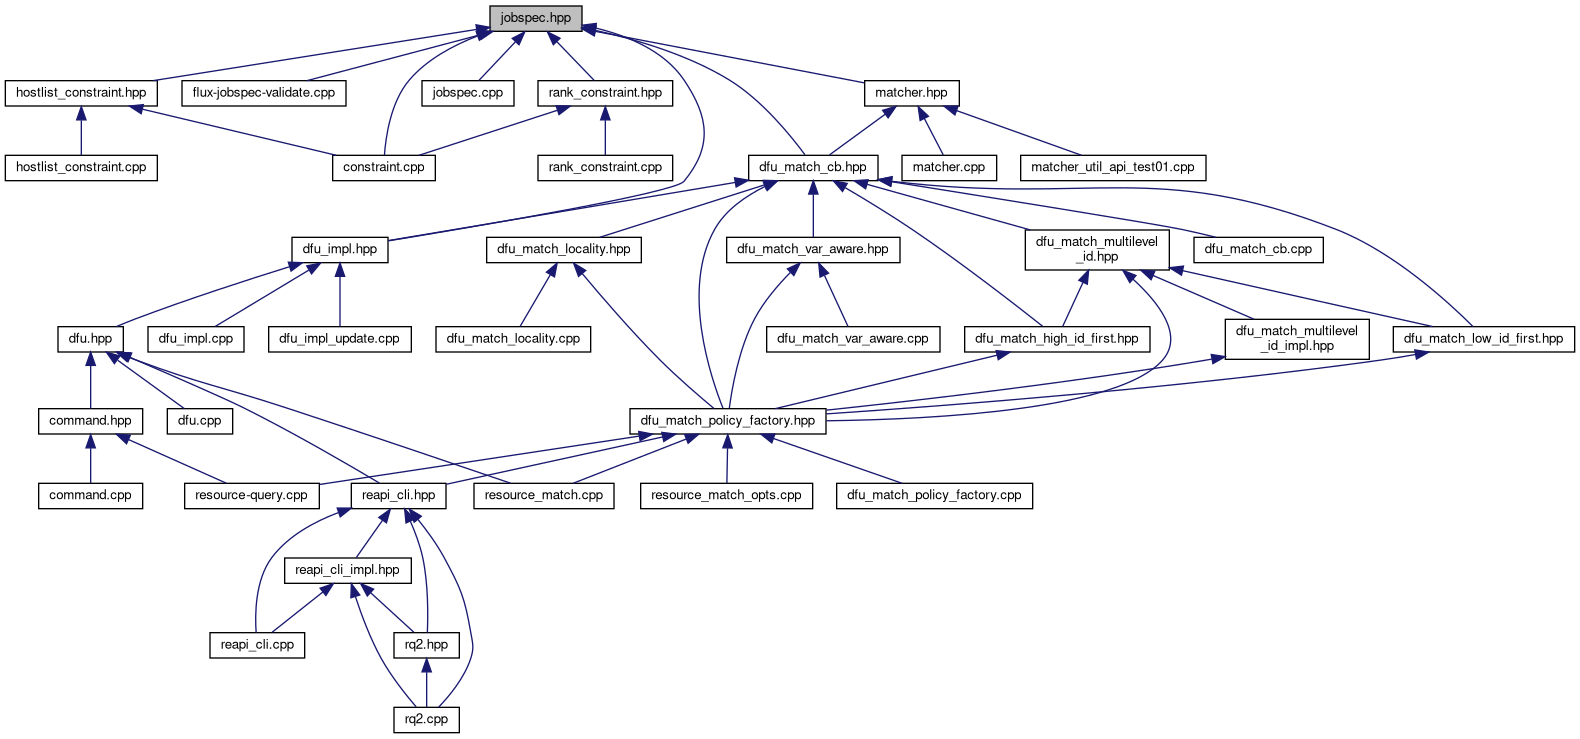 jobspec.hpp
hostlist_constraint.hpp
flux-jobspec-validate.cpp
jobspec.cpp
rank_constraint.hpp
matcher.hpp
hostlist_constraint.cpp
constraint.cpp
rank_constraint.cpp
dfu_match_cb.hpp
matcher.cpp
matcher_util_api_test01.cpp
dfu_impl.hpp
dfu_match_locality.hpp
dfu_match_var_aware.hpp
dfu_match_multilevel
_id.hpp
dfu_match_cb.cpp
dfu.hpp
dfu_impl.cpp
dfu_impl_update.cpp
dfu_match_locality.cpp
dfu_match_var_aware.cpp
dfu_match_high_id_first.hpp
dfu_match_multilevel
_id_impl.hpp
dfu_match_low_id_first.hpp
command.hpp
dfu.cpp
dfu_match_policy_factory.hpp
command.cpp
resource-query.cpp
reapi_cli.hpp
resource_match.cpp
resource_match_opts.cpp
dfu_match_policy_factory.cpp
reapi_cli_impl.hpp
reapi_cli.cpp
rq2.hpp
rq2.cpp